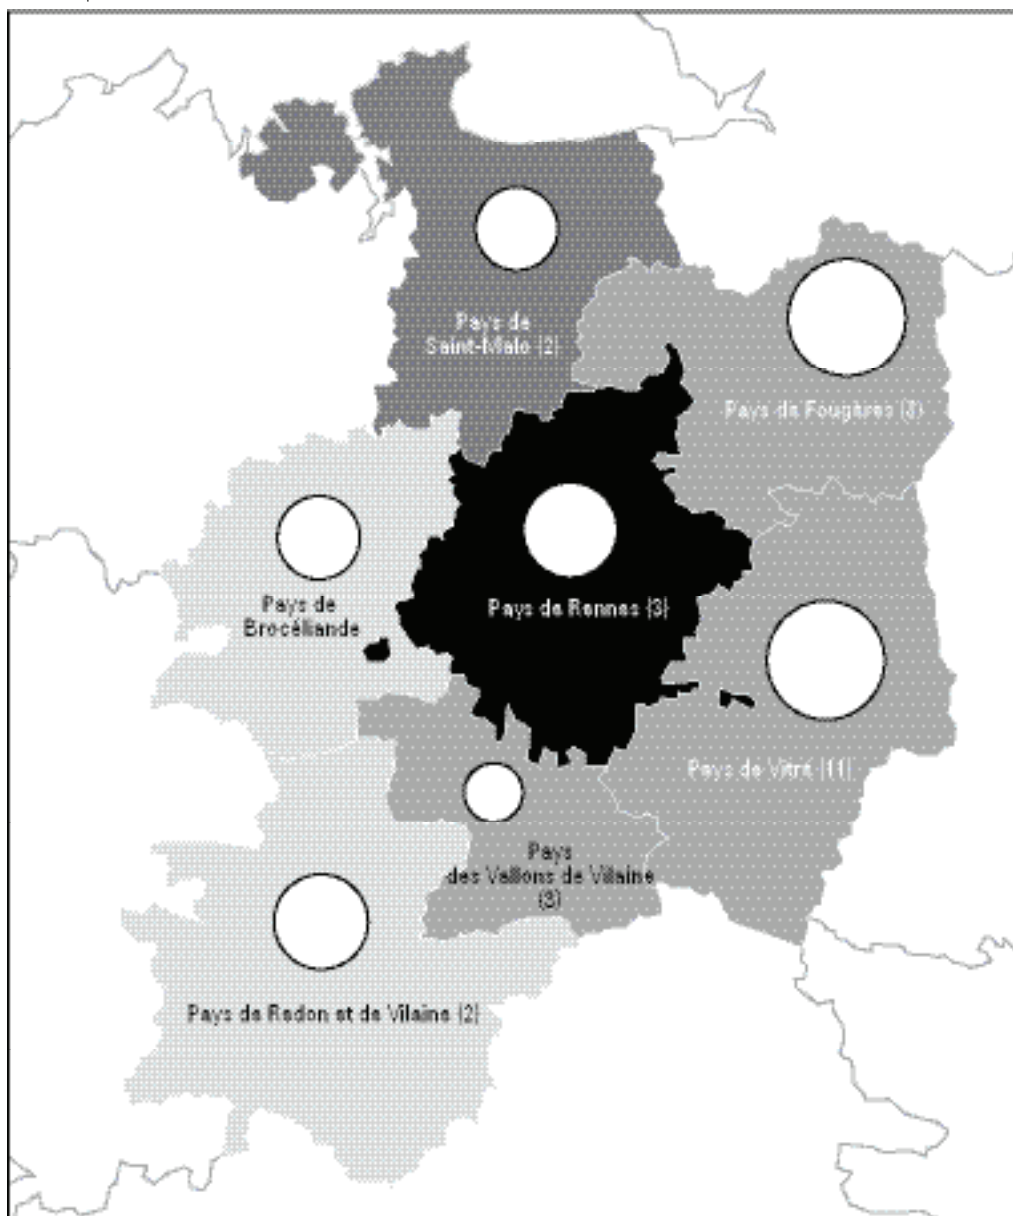 Pays de
Saint-Malo (2)
Pays de Fougères (3)
Pays de
Brocéliande
Pays de Rennes (3)
Pays de Vitré (11)
Pays
des Vallons de Vilaine
(3)
Pays de Redon et de Vilaine (2)